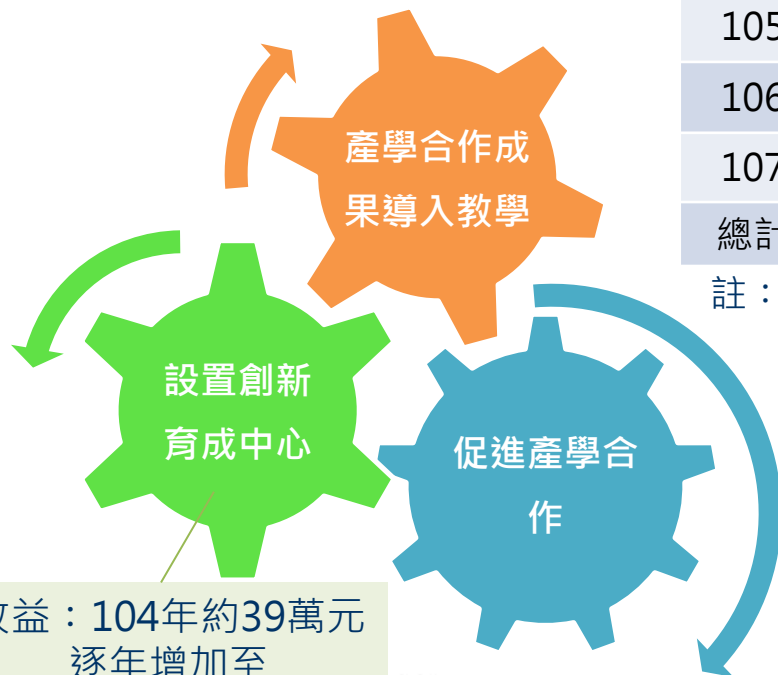 105
106
107
總計
註：
產學合作成
果導入教學
設置創新
育成中心
促進產學合
作
益：104年約39萬元
逐年增加至